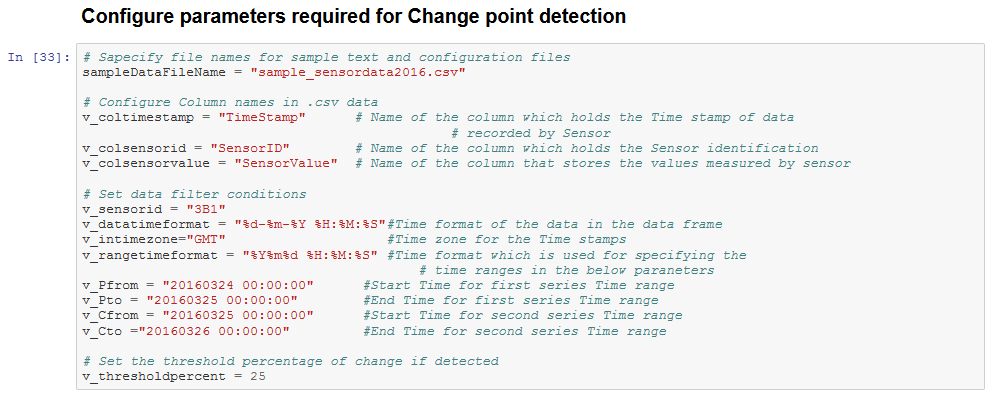 Configure parameters required for Change point detection
In [33]: # Sapecify file names for sample text and configuration files
sampleDataFileName = "sample_sensordata2016.csv"
# Configure Column names in .csv data
v_coltimestamp = "TimeStamp" # Name of the column which holds the Time stamp of data
# recorded by Sensor
v_colsensorid = "SensorID" # Name of the column which holds the Sensor identification
v_colsensorvalue = "SensorValue" # Name of the column that stores the values measured by sensor
# Set data filter conditions
v_sensorid = "3B1"
v_datatimeformat = "%d-%m-%Y %H:%M:%S"#Time format of the data in the data frame
v_intimezone="GMT" #Time zone for the Time stamps
v_rangetimeformat = "%Y%m%d %H:%M:%S" #Time format which is used for specifying the
# time ranges in the below paraneters
v_Pfrom = "20160324 00:00:00" #Start Time for first series Time range
v_Pto = "20160325 00:00:00" #End Time for first series Time range
v_Cfrom = "20160325 00:00:00" #Start Time for second series Time range
v_Cto ="20160326 00:00:00" #End Time for second series Time range
# Set the threshold percentage of change if detected
v_thresholdpercent = 25